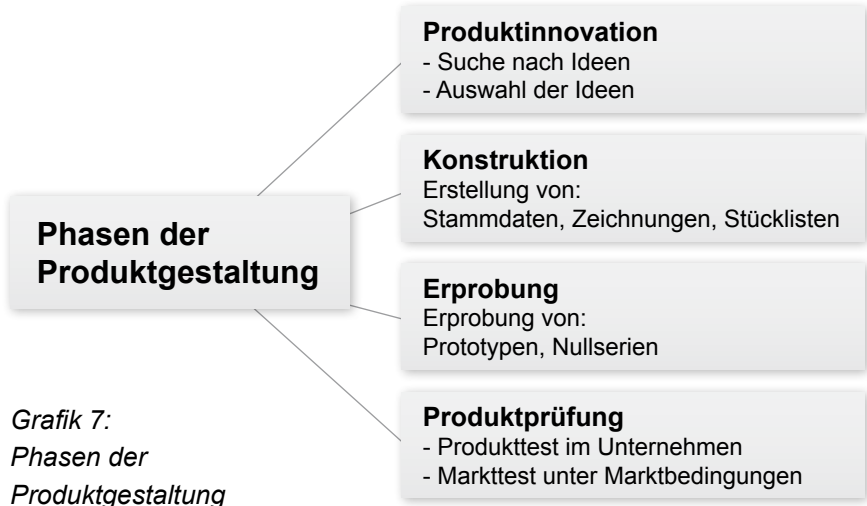 Produktinnovation
- Suche nach Ideen
- Auswahl der Ideen
Konstruktion
Erstellung von:
Stammdaten, Zeichnungen, Stücklisten
Phasen der
Produktgestaltung
Erprobung
Erprobung von:
Prototypen, Nullserien
Produktprüfung
- Produkttest im Unternehmen
- Markttest unter Marktbedingungen
Grafik 7:
Phasen der
Produktgestaltung